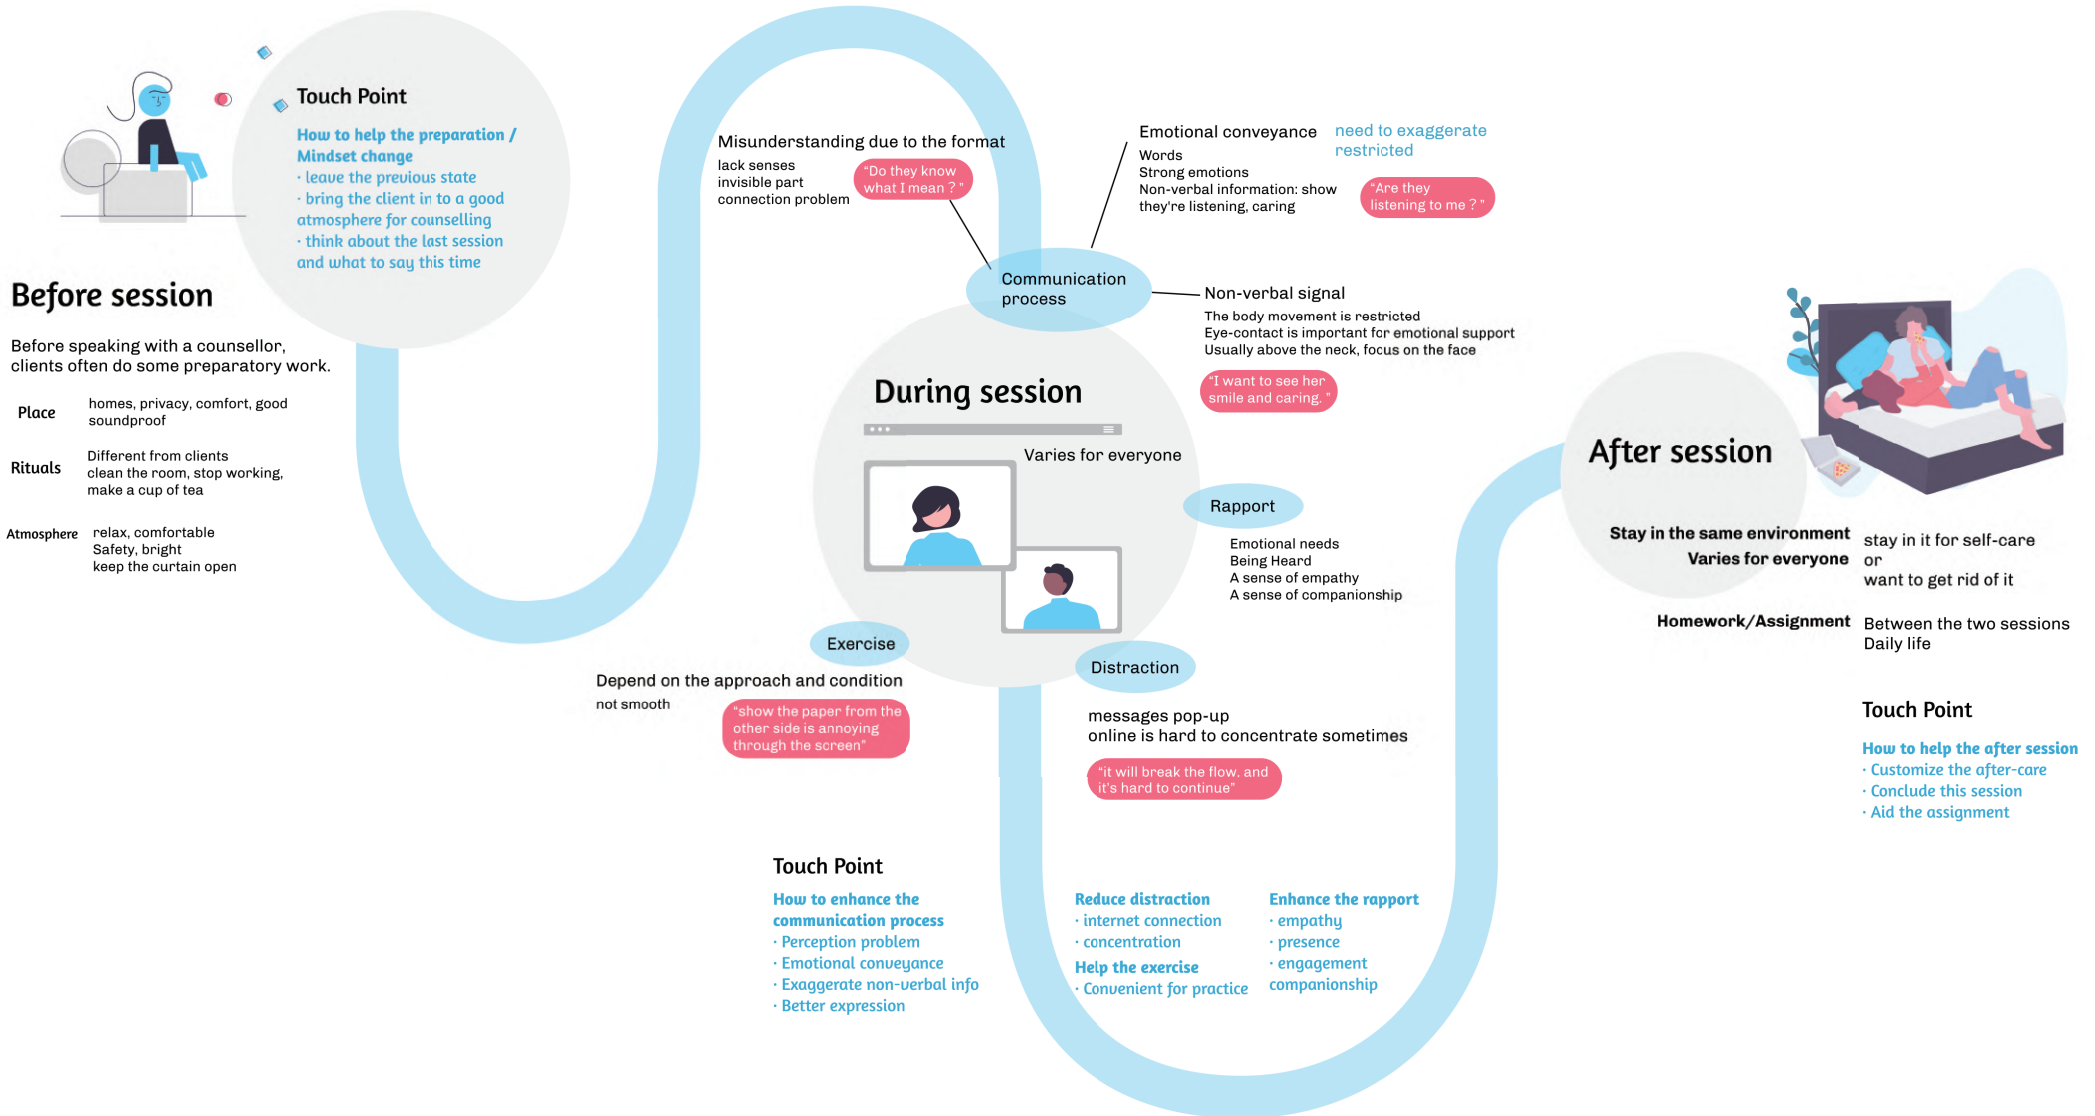 Touch Point
How to help the preparation /
Mindset change
· leave the previous state
· bring the client in to a good
atmosphere for counselling
· think about the last session
and what to say this time
Before session
Before speaking with a counsellor,
clients often do some preparatory work.
Place
homes, privacy, comfort, good
soundproof
Rituals
Different from clients
clean the room, stop working,
make a cup of tea
Atmosphere
relax, comfortable
Safety, bright
keep the curtain open
Misunderstanding due to the format
lack senses
invisible part
connection problem
"Do they know
what I mean ? "
Emotional conveyance
need to exaggerate
restricted
Words
Strong emotions
Non-verbal information: show
they're listening, caring
"Are they
listening to me ? "
Communication
process
Non-verbal signal
The body movement is restricted
Eye-contact is important for emotional support
Usually above the neck, focus on the face
"I want to see her
smile and caring. "
During session
Varies for everyone
Rapport
Emotional needs
Being Heard
A sense of empathy
A sense of companionship
Exercise
Depend on the approach and condition
not smooth
"show the paper from the
other side is annoying
through the screen"
Distraction
messages pop-up
online is hard to concentrate sometimes
"it will break the flow, and
it's hard to continue"
Touch Point
How to enhance the
communication process
· Perception problem
· Emotional conveyance
· Exaggerate non-verbal info
· Better expression
Reduce distraction
· internet connection
· concentration
Help the exercise
· Convenient for practice
Enhance the rapport
· empathy
· presence
· engagement
companionship
After session
Stay in the same environment
Varies for everyone
stay in it for self-care
or
want to get rid of it
Homework/Assignment
Between the two sessions
Daily life
Touch Point
How to help the after session
· Customize the after-care
· Conclude this session
· Aid the assignment